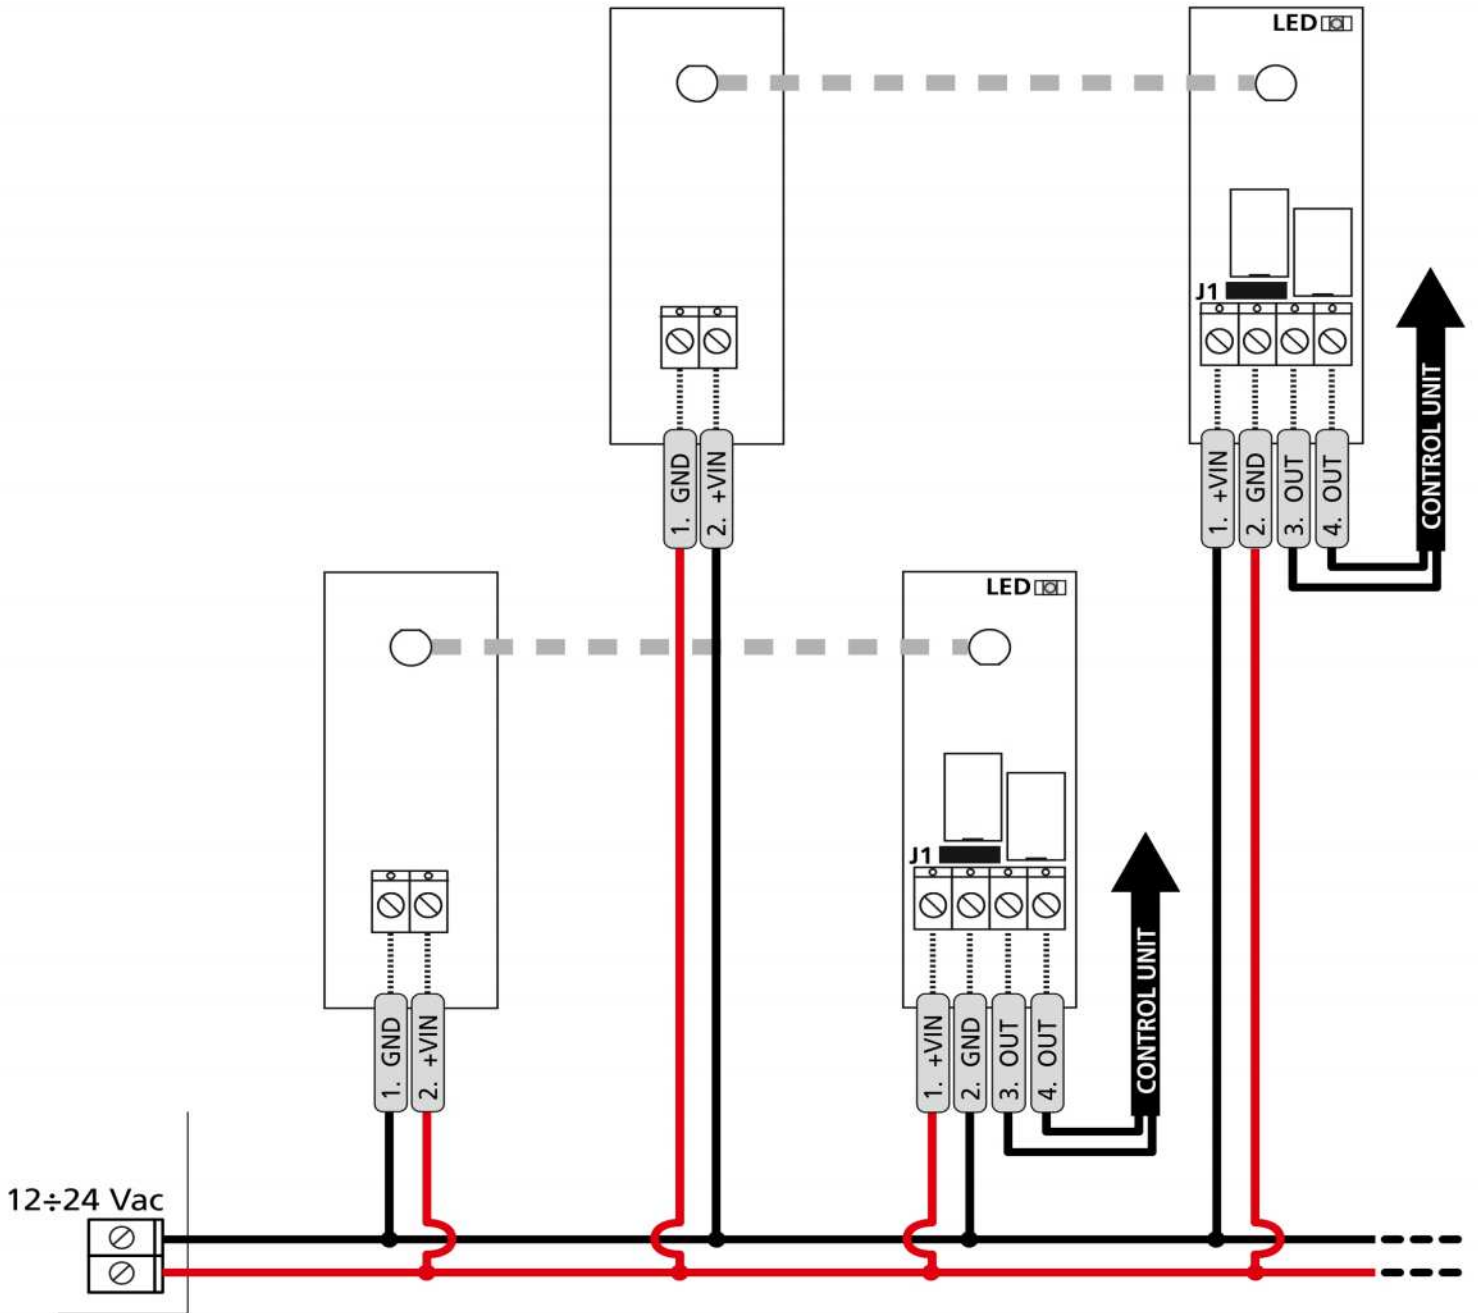 LED
J1
1. GND
2. +VIN
1. +VIN
2. GND
3. OUT
4. OUT
CONTROL UNIT
LED
J1
1. GND
2. +VIN
1. +VIN
2. GND
3. OUT
4. OUT
CONTROL UNIT
12÷24 Vac